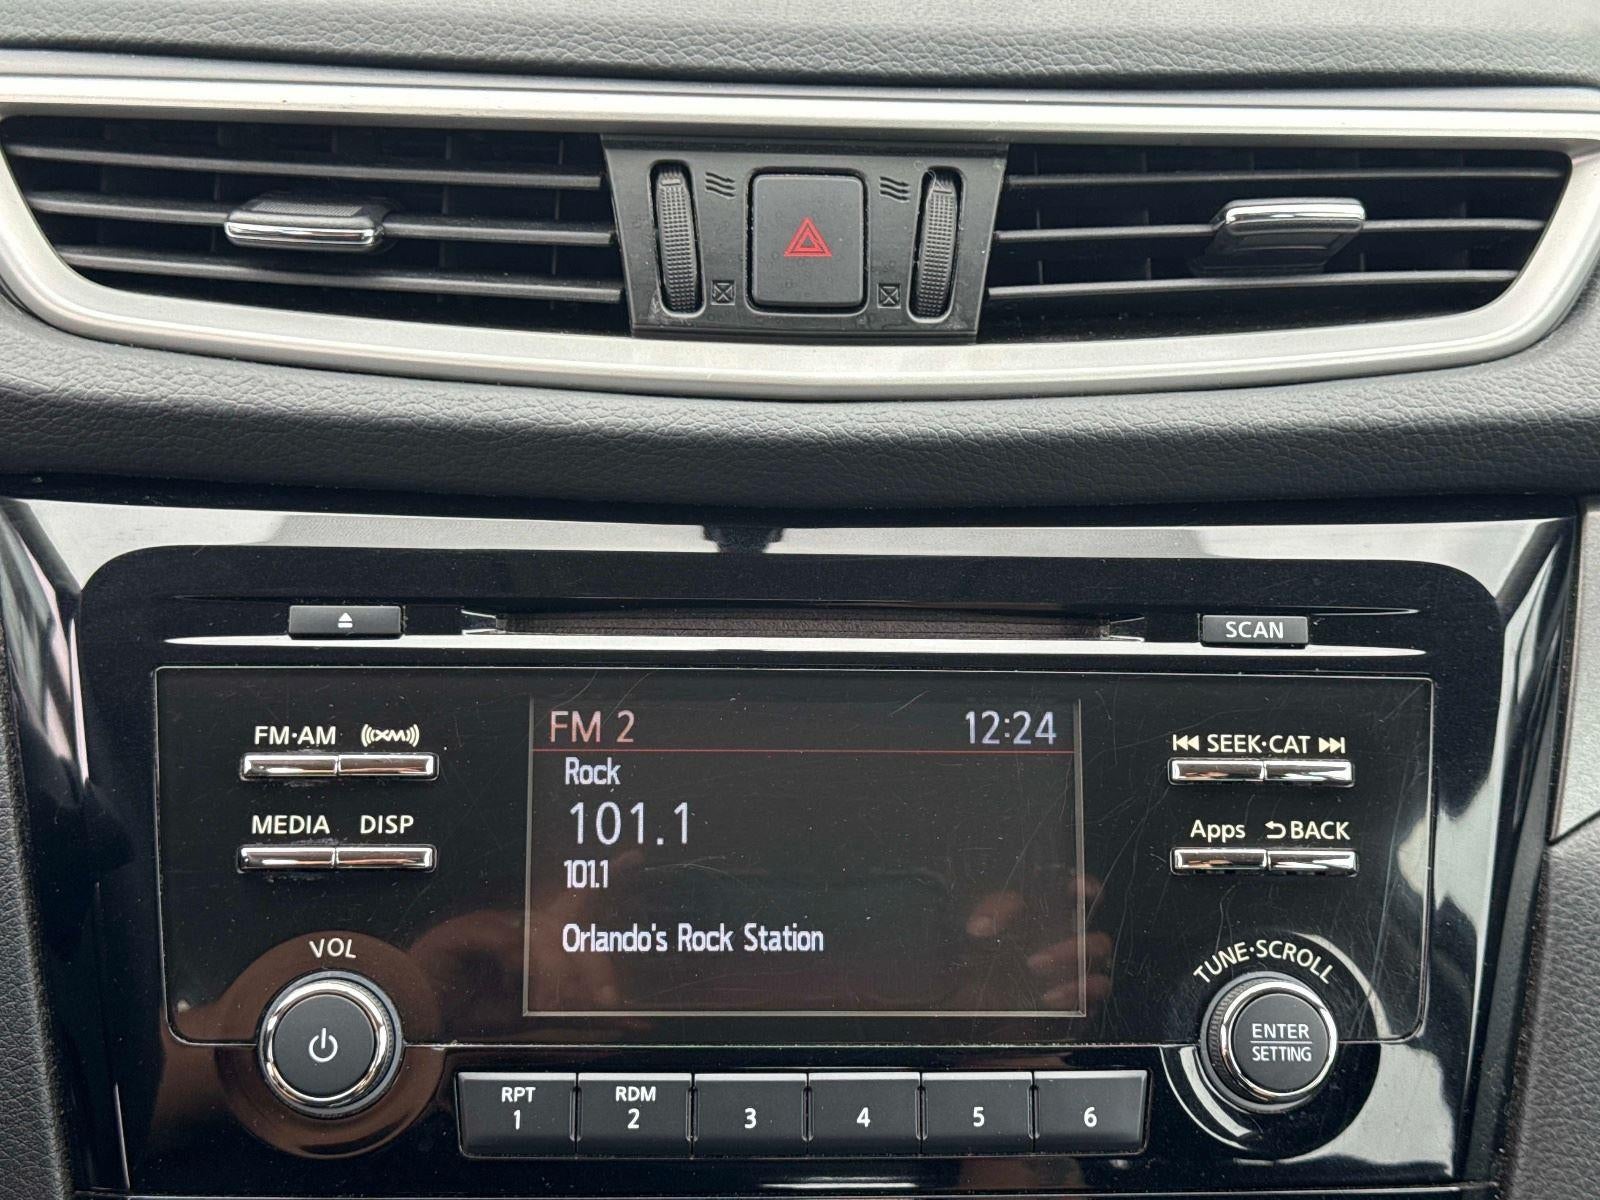 SCAN
FM·AM XM
FM 2 12:24
SEEK·CAT
Rock
101.1
MEDIA DISP
Apps BACK
101.1
Orlando's Rock Station
VOL
TUNE·SCROLL
ENTER
SETTING
RPT RDM
1 2 3 4 5 6